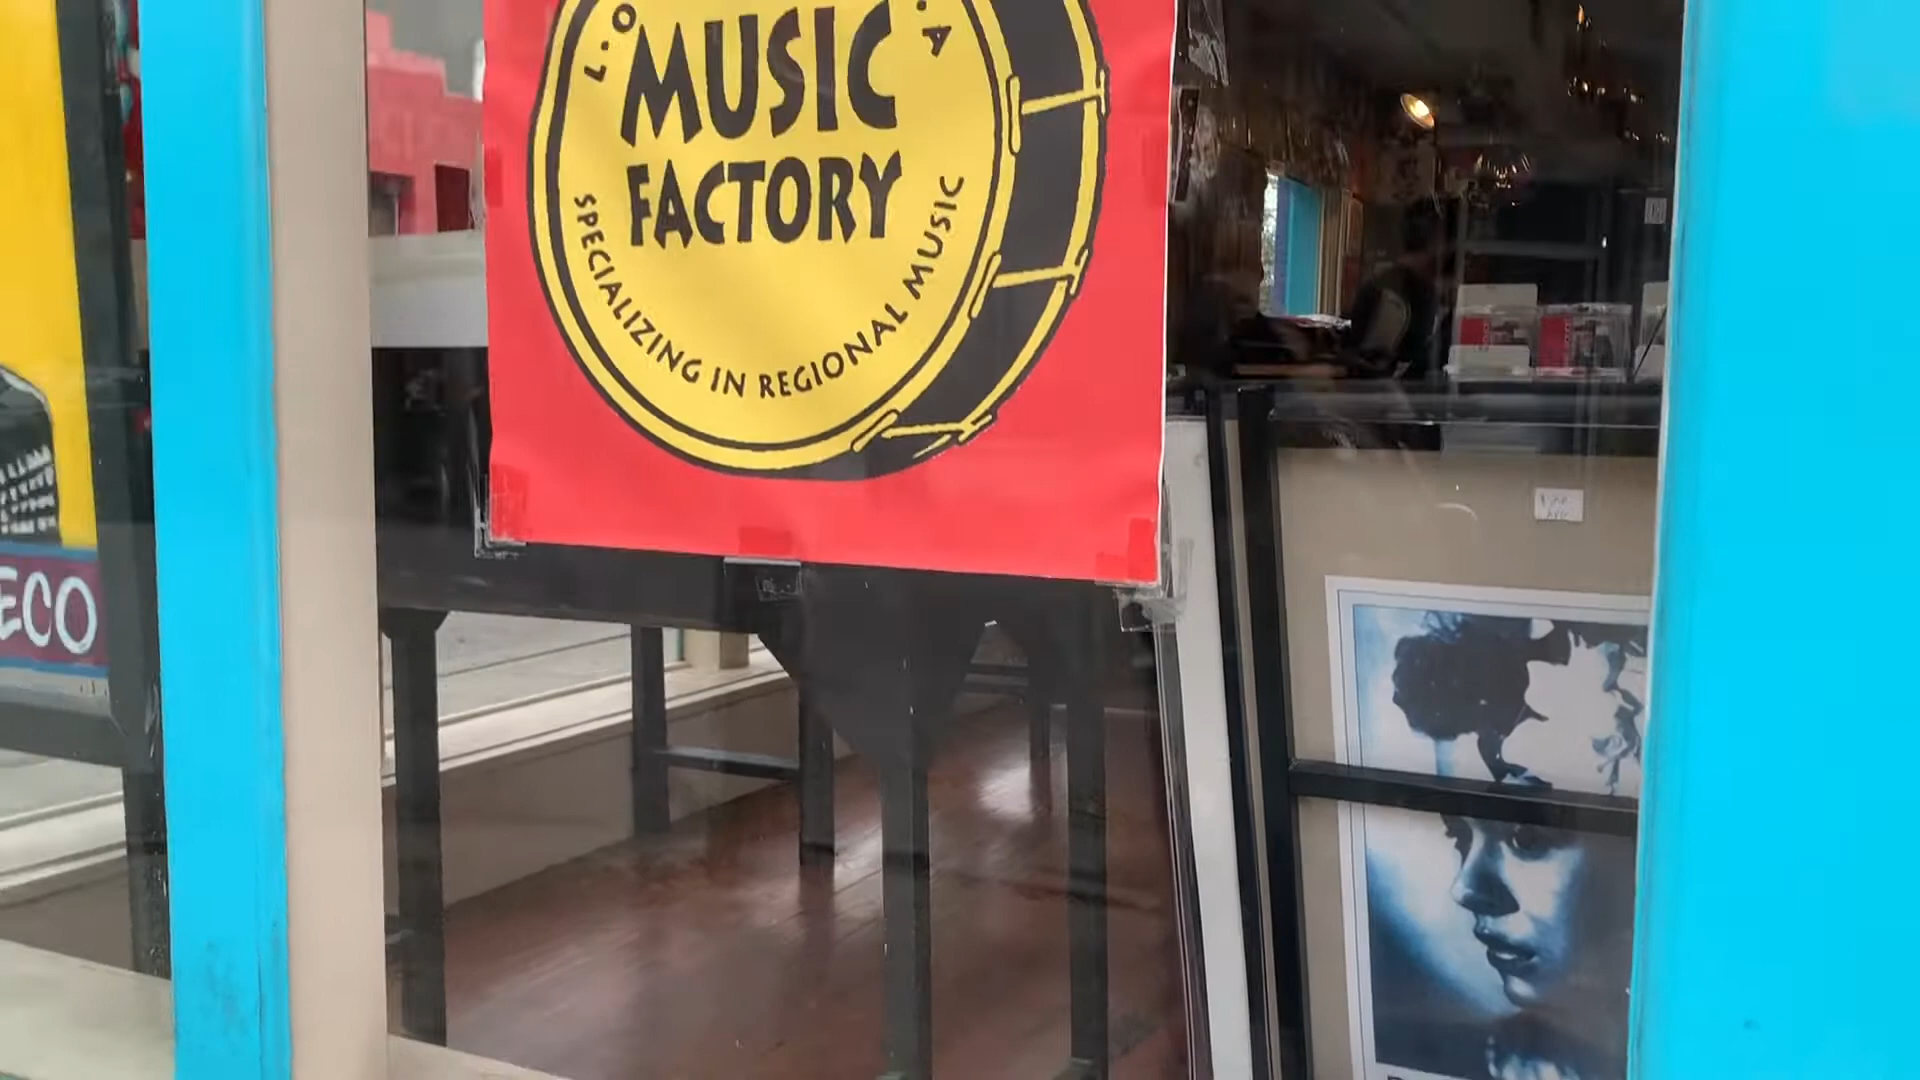 MUSIC
FACTORY
SPECIALIZING IN REGIONAL MUSIC
ECO